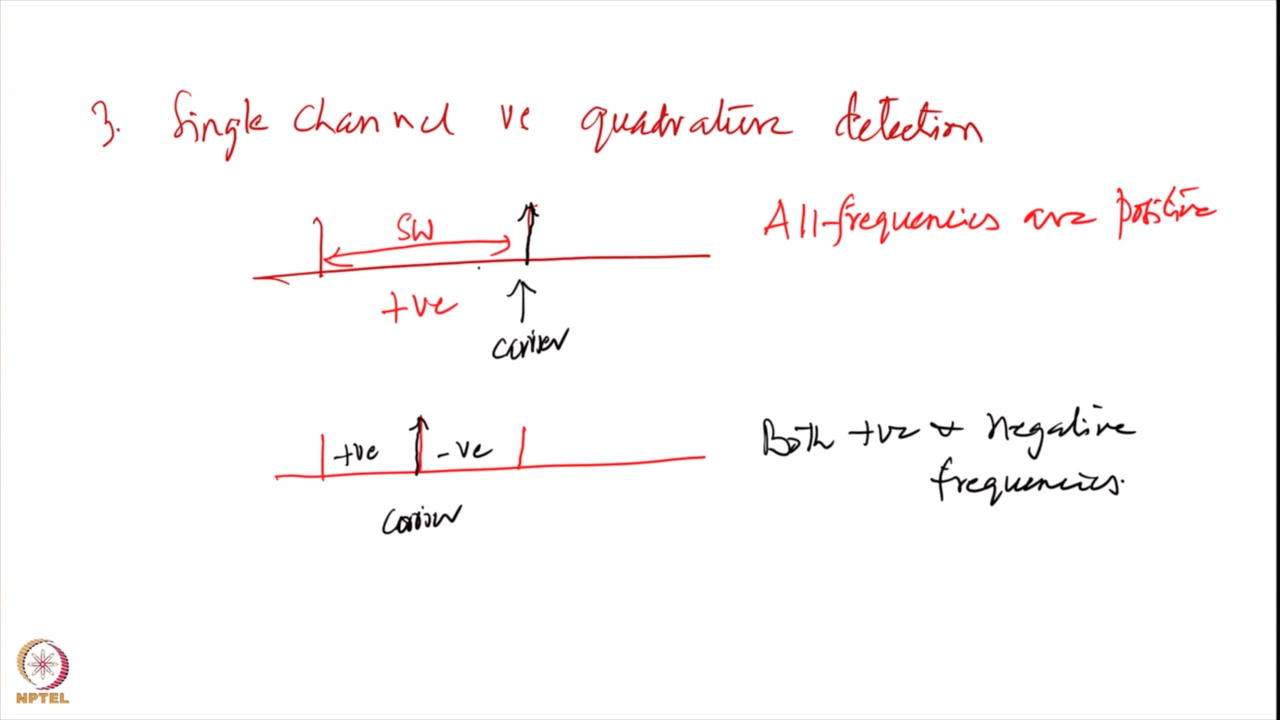 3. Single channel vs quadrature detection
SW
All frequencies are positive
+ve
carrier
+ve -ve
Both +ve & negative
frequencies.
carrier
NPTEL